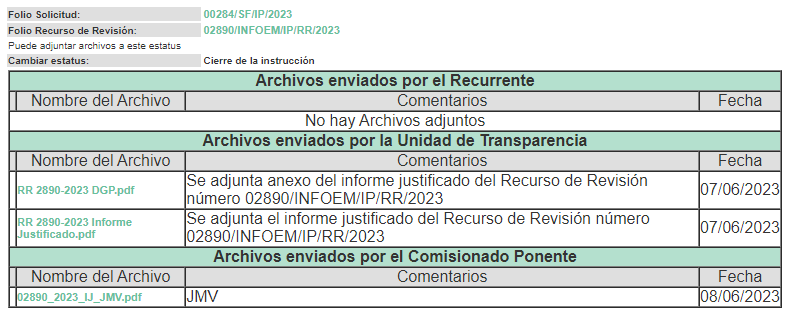 Folio Solicitud: 00284/SF/IP/2023
Folio Recurso de Revisión: 02890/INFOEM/IP/RR/2023
Puede adjuntar archivos a este estatus
Cambiar estatus: Cierre de la instrucción
Archivos enviados por el Recurrente
Nombre del Archivo Comentarios Fecha
No hay Archivos adjuntos
Archivos enviados por la Unidad de Transparencia
Nombre del Archivo Comentarios Fecha
RR 2890-2023 DGP.pdf Se adjunta anexo del informe justificado del Recurso de Revisión 07/06/2023
número 02890/INFOEM/IP/RR/2023
RR 2890-2023 Informe Se adjunta el informe justificado del Recurso de Revisión número 07/06/2023
Justificado.pdf 02890/INFOEM/IP/RR/2023
Archivos enviados por el Comisionado Ponente
Nombre del Archivo Comentarios Fecha
02890_2023_IJ_JMV.pdf JMV 08/06/2023